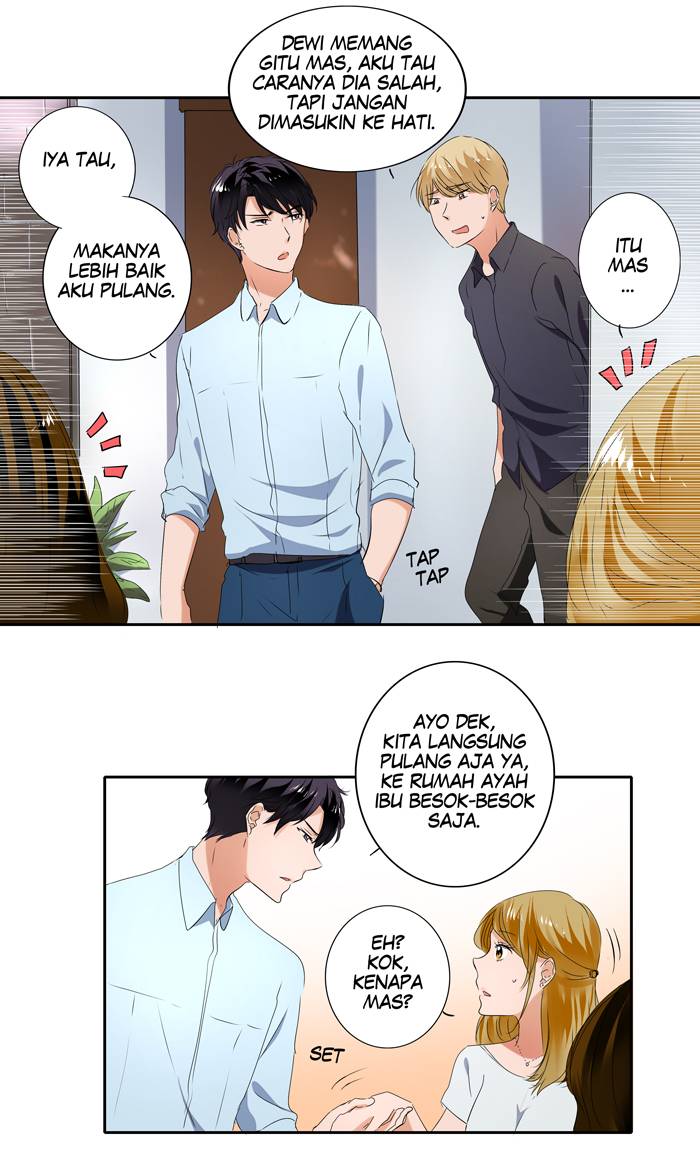 DEWI MEMANG
GITU MAS, AKU TAU
CARANYA DIA SALAH,
TAPI JANGAN
DIMASUKIN KE HATI.
IYA TAU,
MAKANYA
LEBIH BAIK
AKU PULANG.
ITU
MAS
...
TAP
TAP
AYO DEK,
KITA LANGSUNG
PULANG AJA YA,
KE RUMAH AYAH
IBU BESOK-BESOK
SAJA.
EH?
KOK,
KENAPA
MAS?
SET